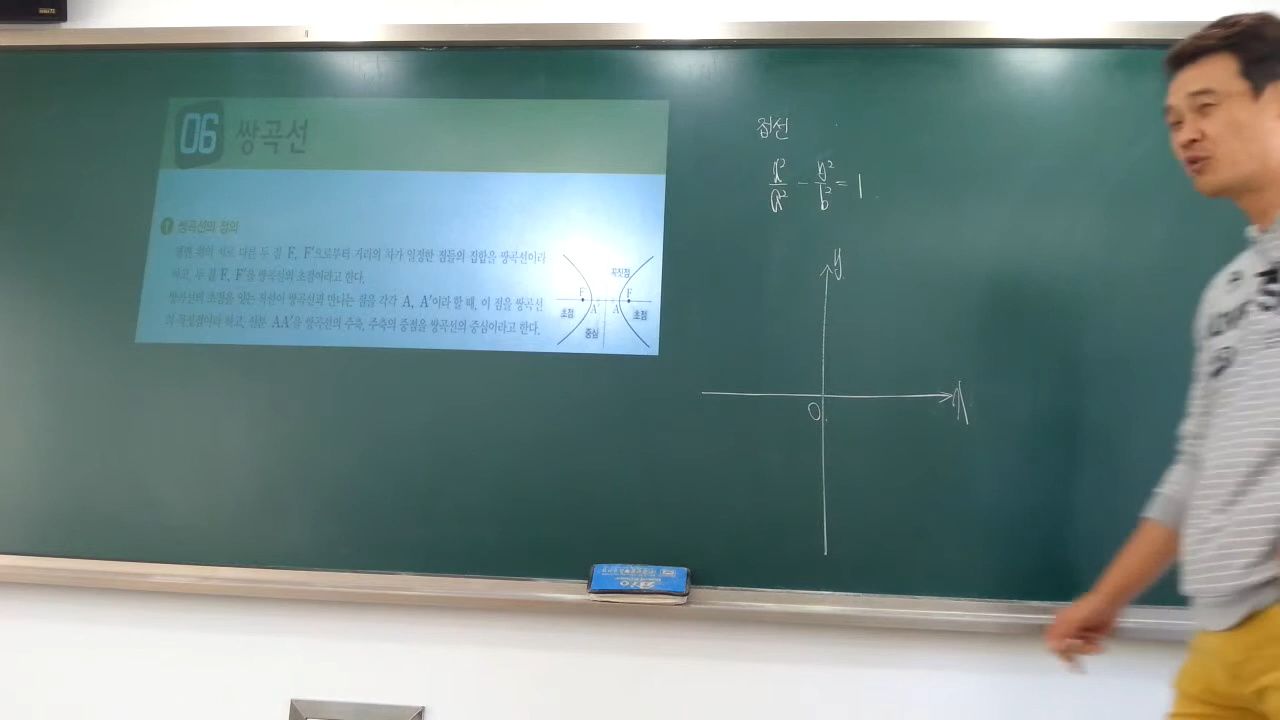 06 쌍곡선
1 쌍곡선의 정의
평면 위의 서로 다른 두 점 F, F′으로부터 거리의 차가 일정한 점들의 집합을 쌍곡선이라
하고, 두 점 F, F′을 쌍곡선의 초점이라고 한다.
쌍곡선의 초점을 잇는 직선이 쌍곡선과 만나는 점을 각각 A, A′이라 할 때, 이 점을 쌍곡선
의 꼭짓점이라 하고, 선분 AA′을 쌍곡선의 주축, 주축의 중점을 쌍곡선의 중심이라고 한다.
꼭짓점
F F
A′ A
초점 초점
중심
접선
x²/a² - y²/b² = 1
y
x
O